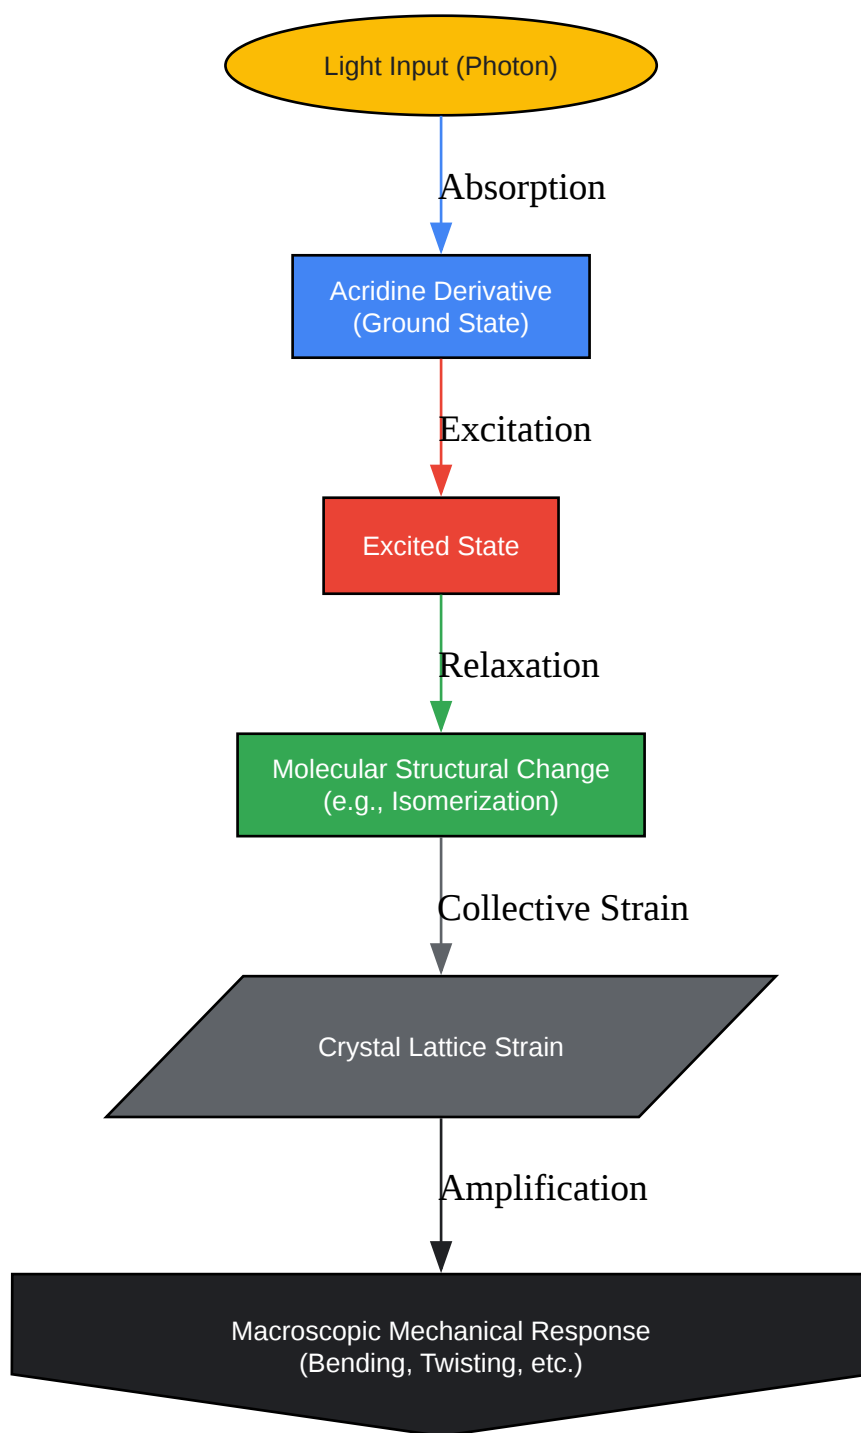 Light Input (Photon)
Absorption
Acridine Derivative
(Ground State)
Excitation
Excited State
Relaxation
Molecular Structural Change
(e.g., Isomerization)
Collective Strain
Crystal Lattice Strain
Amplification
Macroscopic Mechanical Response
(Bending, Twisting, etc.)